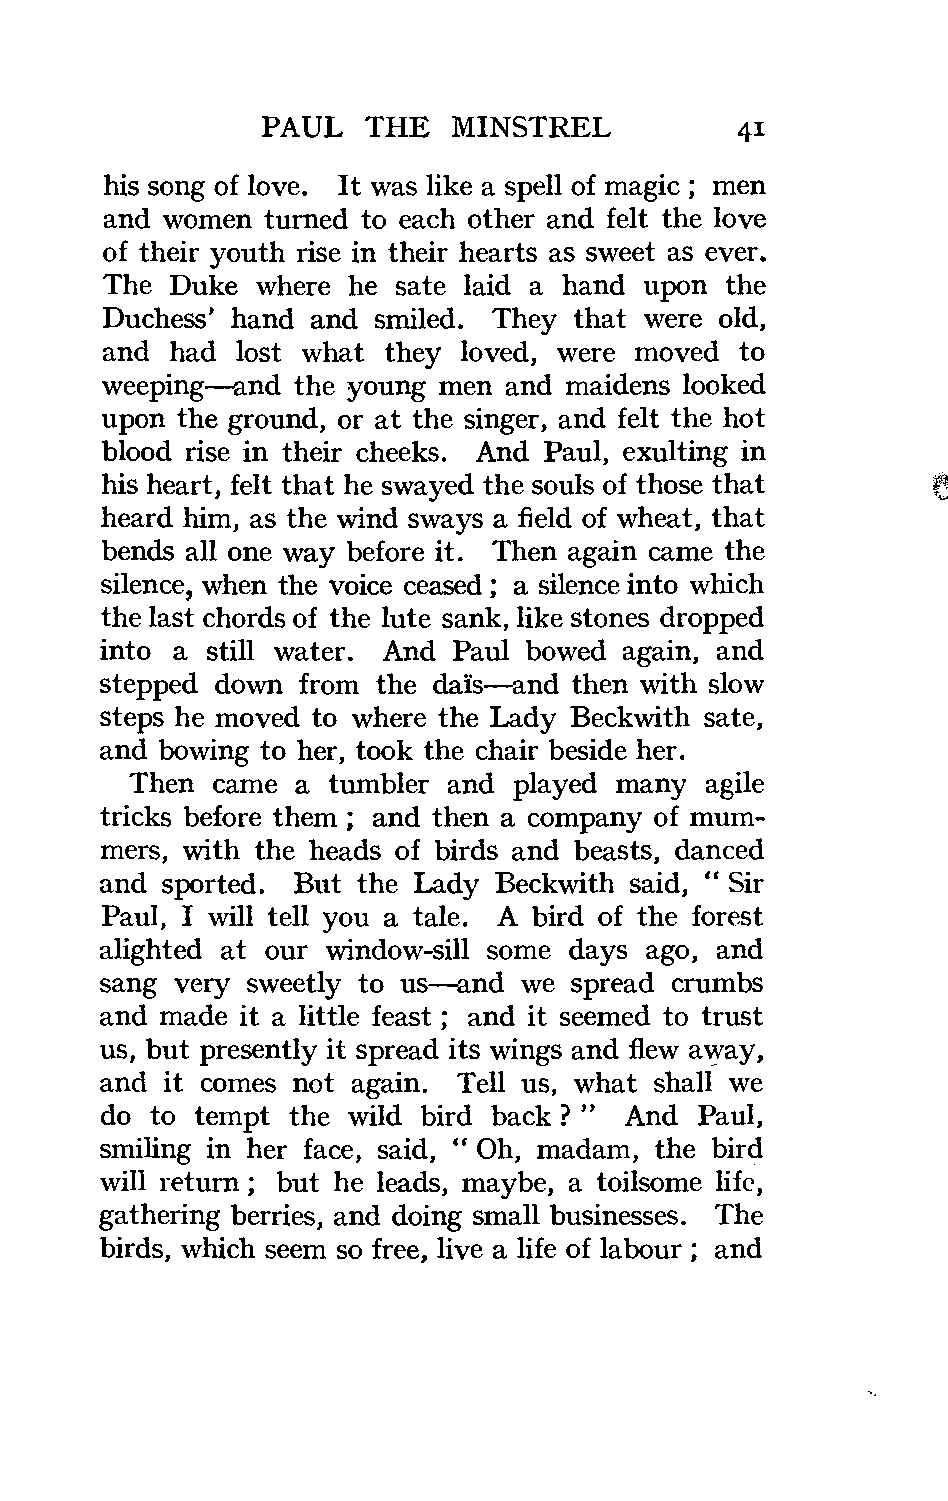 PAUL THE MINSTREL 41
his song of love. It was like a spell of magic ; men
and women turned to each other and felt the love
of their youth rise in their hearts as sweet as ever.
The Duke where he sate laid a hand upon the
Duchess' hand and smiled. They that were old,
and had lost what they loved, were moved to
weeping—and the young men and maidens looked
upon the ground, or at the singer, and felt the hot
blood rise in their cheeks. And Paul, exulting in
his heart, felt that he swayed the souls of those that
heard him, as the wind sways a field of wheat, that
bends all one way before it. Then again came the
silence, when the voice ceased ; a silence into which
the last chords of the lute sank, like stones dropped
into a still water. And Paul bowed again, and
stepped down from the daïs—and then with slow
steps he moved to where the Lady Beckwith sate,
and bowing to her, took the chair beside her.
Then came a tumbler and played many agile
tricks before them ; and then a company of mum-
mers, with the heads of birds and beasts, danced
and sported. But the Lady Beckwith said, “ Sir
Paul, I will tell you a tale. A bird of the forest
alighted at our window-sill some days ago, and
sang very sweetly to us—and we spread crumbs
and made it a little feast ; and it seemed to trust
us, but presently it spread its wings and flew away,
and it comes not again. Tell us, what shall we
do to tempt the wild bird back ? ” And Paul,
smiling in her face, said, “ Oh, madam, the bird
will return ; but he leads, maybe, a toilsome life,
gathering berries, and doing small businesses. The
birds, which seem so free, live a life of labour ; and